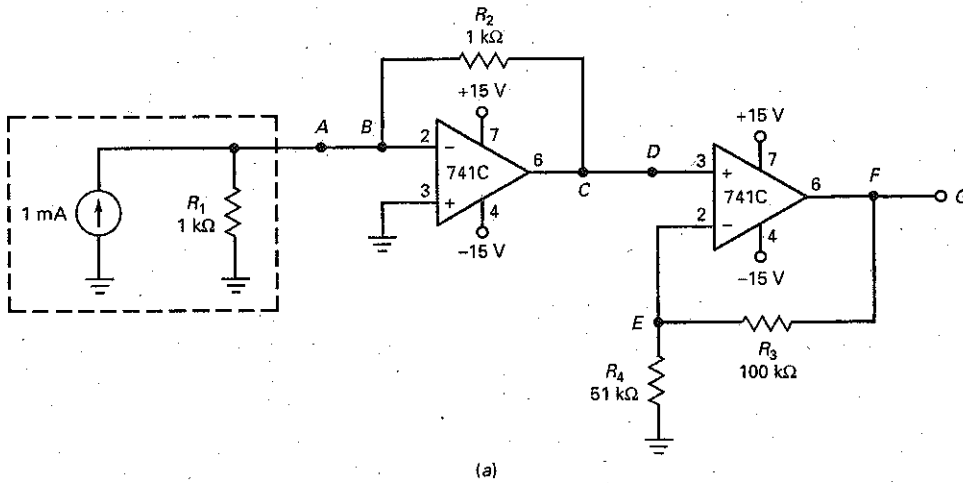 R2
1 kΩ
+15 V
7
A
B
2
−
741C
6
3
+
4
−15 V
C
D
1 mA
R1
1 kΩ
+15 V
7
3
+
741C
6
2
−
4
−15 V
F
E
R3
100 kΩ
R4
51 kΩ
(a)